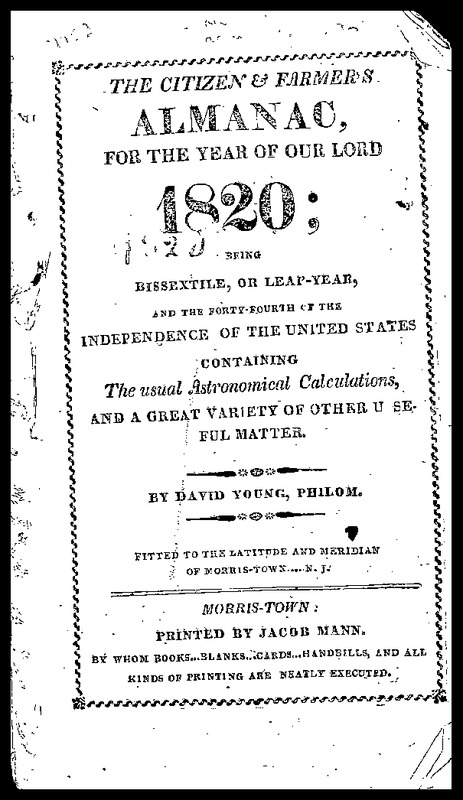 THE CITIZEN & FARMER'S
ALMANAC,
FOR THE YEAR OF OUR LORD
1820;
1820
BEING
BISSEXTILE, OR LEAP-YEAR,
AND THE FORTY-FOURTH OF THE
INDEPENDENCE OF THE UNITED STATES
CONTAINING
The usual Astronomical Calculations,
AND A GREAT VARIETY OF OTHER U SE-
FUL MATTER.
BY DAVID YOUNG, PHILOM.
FITTED TO THE LATITUDE AND MERIDIAN
OF MORRIS-TOWN....N. J.
MORRIS-TOWN:
PRINTED BY JACOB MANN.
BY WHOM BOOKS...BLANKS...CARDS...HANDBILLS, AND ALL
KINDS OF PRINTING ARE NEATLY EXECUTED.